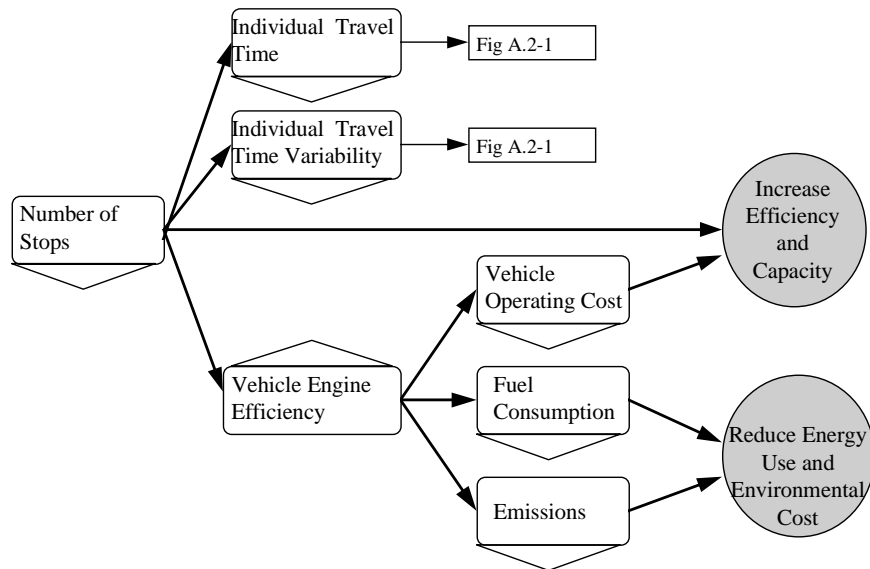 Individual Travel
Time
Fig A.2-1
Individual Travel
Time Variability
Fig A.2-1
Number of
Stops
Increase
Efficiency
and
Capacity
Vehicle
Operating Cost
Vehicle Engine
Efficiency
Fuel
Consumption
Reduce Energy
Use and
Environmental
Cost
Emissions